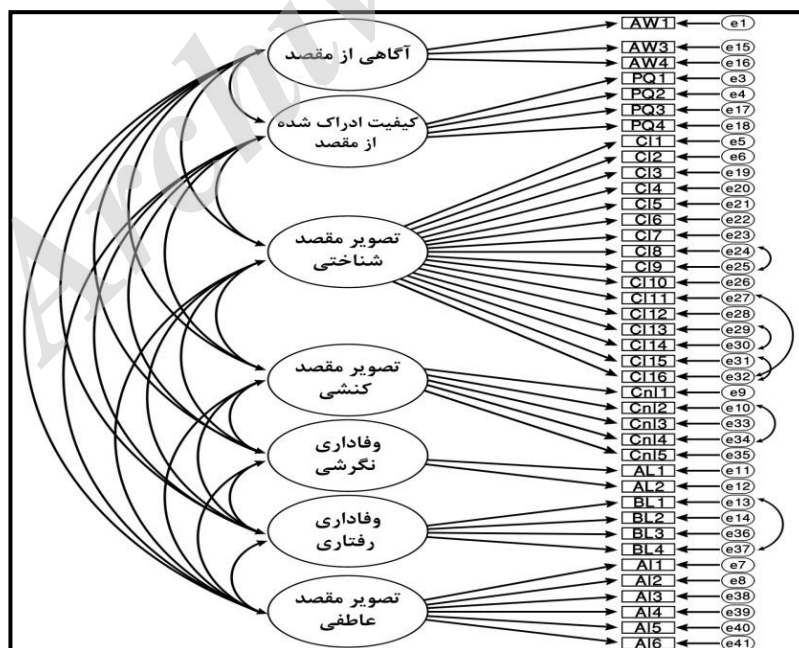 آگاهی از مقصد
کیفیت ادراک شده
از مقصد
تصویر مقصد
شناختی
تصویر مقصد
کنشی
وفاداری
نگرشی
وفاداری
رفتاری
تصویر مقصد
عاطفی
AW1 e1
AW3 e15
AW4 e16
PQ1 e3
PQ2 e4
PQ3 e17
PQ4 e18
CI1 e5
CI2 e6
CI3 e19
CI4 e20
CI5 e21
CI6 e22
CI7 e23
CI8 e24
CI9 e25
CI10 e26
CI11 e27
CI12 e28
CI13 e29
CI14 e30
CI15 e31
CI16 e32
CnI1 e9
CnI2 e10
CnI3 e33
CnI4 e34
CnI5 e35
AL1 e11
AL2 e12
BL1 e13
BL2 e14
BL3 e36
BL4 e37
AI1 e7
AI2 e8
AI3 e38
AI4 e39
AI5 e40
AI6 e41
Archiv